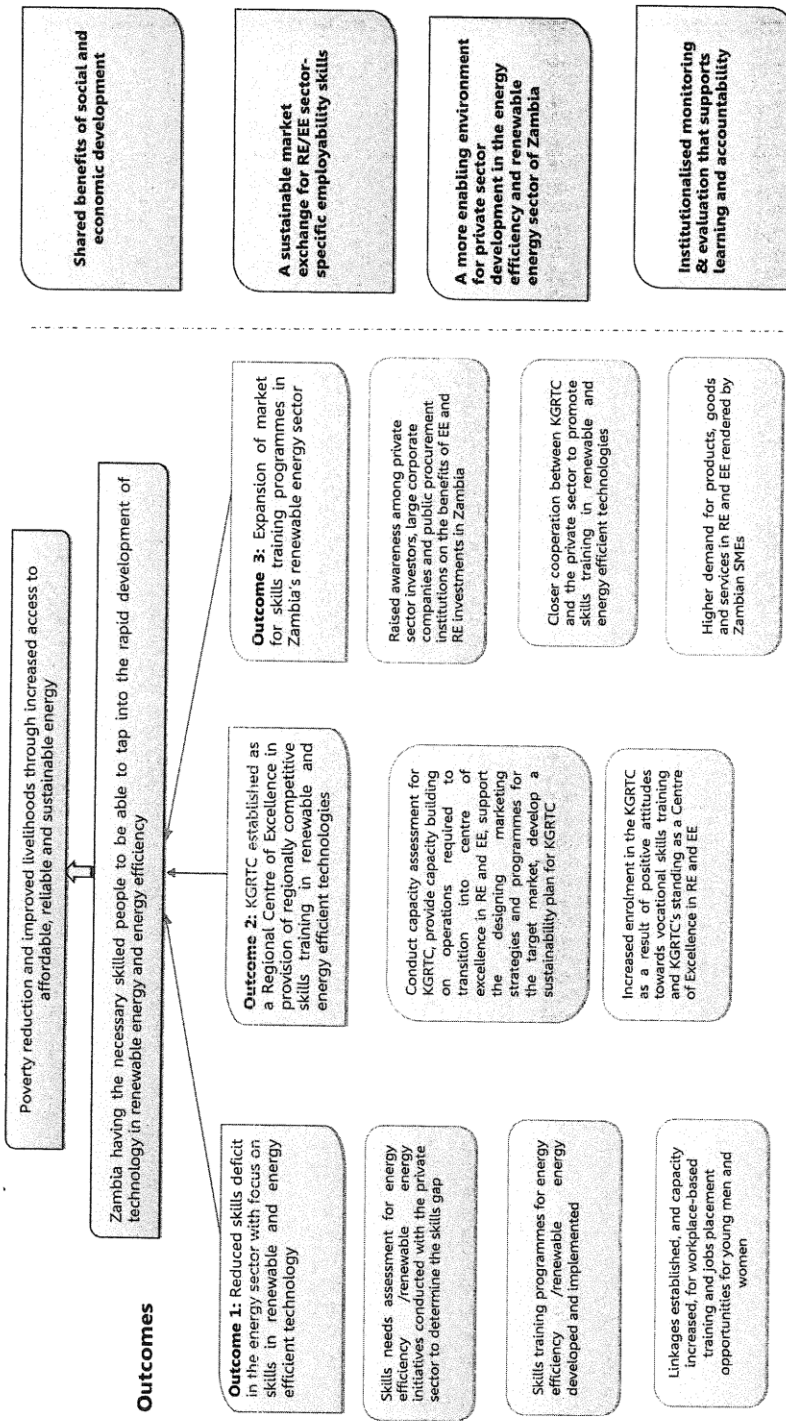 Poverty reduction and improved livelihoods through increased access to
affordable, reliable and sustainable energy
Zambia having the necessary skilled people to be able to tap into the rapid development of
technology in renewable energy and energy efficiency
Outcomes
Outcome 1: Reduced skills deficit
in the energy sector with focus on
skills in renewable and energy
efficient technology
Skills needs assessment for energy
efficiency /renewable energy
initiatives conducted with the private
sector to determine the skills gap
Skills training programmes for energy
efficiency /renewable energy
developed and implemented
Linkages established, and capacity
increased, for workplace-based
training and jobs placement
opportunities for young men and
women
Outcome 2: KGRTC established as
a Regional Centre of Excellence in
provision of regionally competitive
skills training in renewable and
energy efficient technologies
Conduct capacity assessment for
KGRTC, provide capacity building
on operations required to
transition into centre of
excellence in RE and EE, support
the designing marketing
strategies and programmes for
the target market, develop a
sustainability plan for KGRTC
Increased enrolment in the KGRTC
as a result of positive attitudes
towards vocational skills training
and KGRTC's standing as a Centre
of Excellence in RE and EE
Outcome 3: Expansion of market
for skills training programmes in
Zambia's renewable energy sector
Raised awareness among private
sector investors, large corporate
companies and public procurement
institutions on the benefits of EE and
RE investments in Zambia
Closer cooperation between KGRTC
and the private sector to promote
skills training in renewable and
energy efficient technologies
Higher demand for products, goods
and services in RE and EE rendered by
Zambian SMEs
Shared benefits of social and
economic development
A sustainable market
exchange for RE/EE sector-
specific employability skills
A more enabling environment
for private sector
development in the energy
efficiency and renewable
energy sector of Zambia
Institutionalised monitoring
& evaluation that supports
learning and accountability